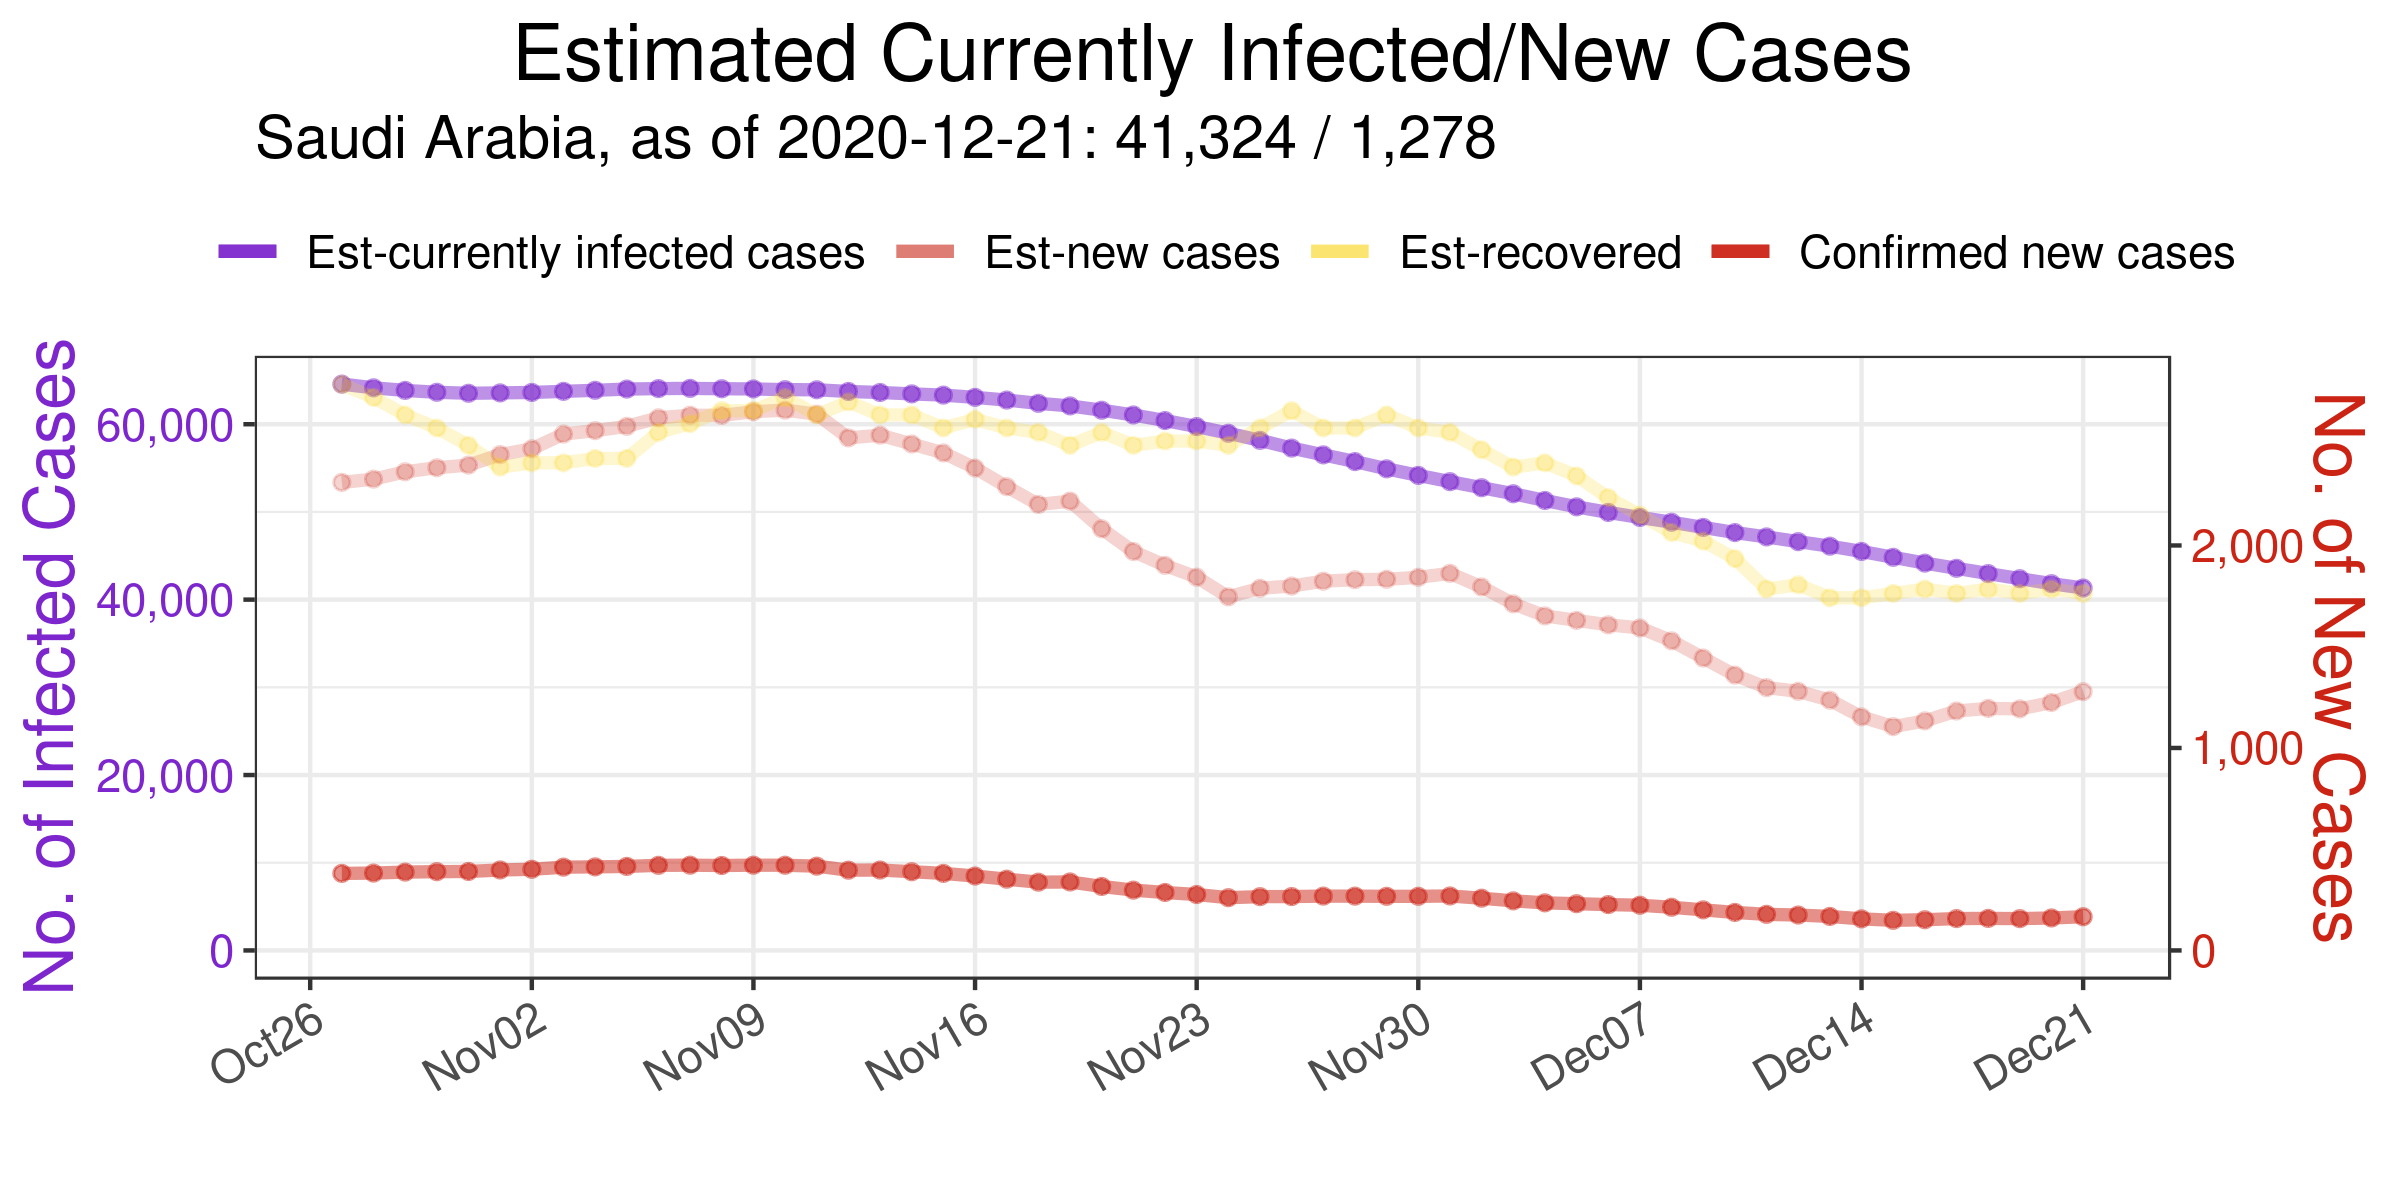 Estimated Currently Infected/New Cases
Saudi Arabia, as of 2020-12-21: 41,324 / 1,278
Est-currently infected cases Est-new cases Est-recovered Confirmed new cases
No. of Infected Cases
60,000
40,000
20,000
0
2,000
1,000
0
No. of New Cases
Oct26 Nov02 Nov09 Nov16 Nov23 Nov30 Dec07 Dec14 Dec21